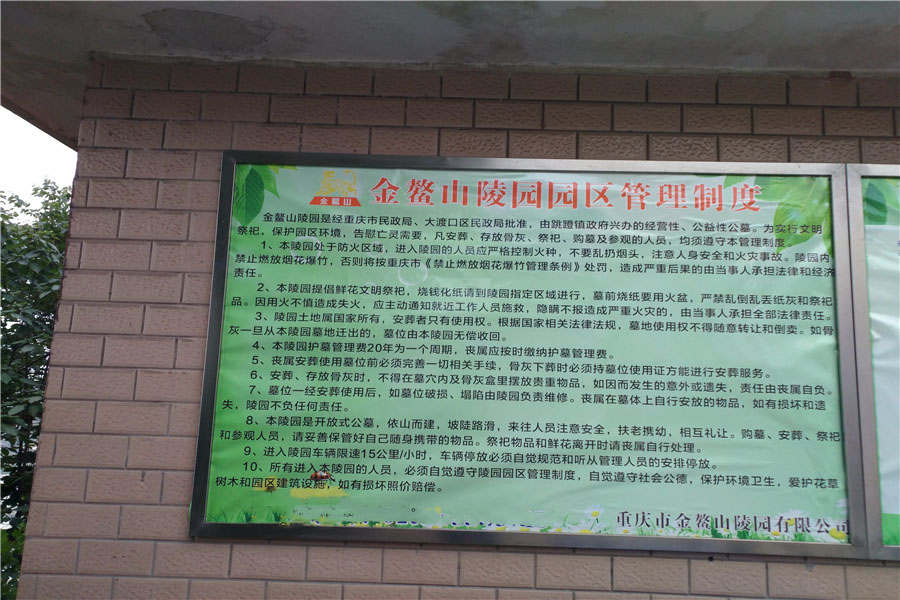 金鳌山
金鳌山陵园园区管理制度
金鳌山陵园是经重庆市民政局、大渡口区民政局批准，由跳蹬镇政府兴办的经营性、公益性公墓。为实行文明
祭祀，保护园区环境，告慰亡灵需要，凡安葬、存放骨灰、祭祀、购墓及参观的人员，均须遵守本管理制度
1、本陵园处于防火区域，进入陵园的人员应严格控制火种，不要乱扔烟头，注意人身安全和火灾事故。陵园内
禁止燃放烟花爆竹，否则将按重庆市《禁止燃放烟花爆竹管理条例》处罚，造成严重后果的由当事人承担法律和经济
责任。
2、本陵园提倡鲜花文明祭祀，烧钱化纸请到陵园指定区域进行，墓前烧纸要用火盆，严禁乱倒乱丢纸灰和祭祀
品。因用火不慎造成失火，应主动通知就近工作人员施救，隐瞒不报造成严重火灾的，由当事人承担全部法律责任。
3、陵园土地属国家所有，安葬者只有使用权。根据国家相关法律法规，墓地使用权不得随意转让和倒卖。如骨
灰一旦从本陵园墓地迁出的，墓位由本陵园无偿收回。
4、本陵园护墓管理费20年为一个周期，丧属应按时缴纳护墓管理费。
5、丧属安葬使用墓位前必须完善一切相关手续，骨灰下葬时必须持墓位使用证方能进行安葬服务。
6、安葬、存放骨灰时，不得在墓穴内及骨灰盒里摆放贵重物品，如因而发生的意外或遗失，责任由丧属自负。
7、墓位一经安葬使用后，如墓位破损、塌陷由陵园负责维修。丧属在墓体上自行安放的物品，如有损坏和遗
失，陵园不负任何责任。
8、本陵园是开放式公墓，依山而建，坡陡路滑，来往人员注意安全，扶老携幼，相互礼让。购墓、安葬、祭祀
和参观人员，请妥善保管好自己随身携带的物品。祭祀物品和鲜花离开时请丧属自行处理。
9、进入陵园车辆限速15公里/小时，车辆停放必须自觉规范和听从管理人员的安排停放。
10、所有进入本陵园的人员，必须自觉遵守陵园园区管理制度，自觉遵守社会公德，保护环境卫生，爱护花草
树木和园区建筑设施，如有损坏照价赔偿。
重庆市金鳌山陵园有限公司